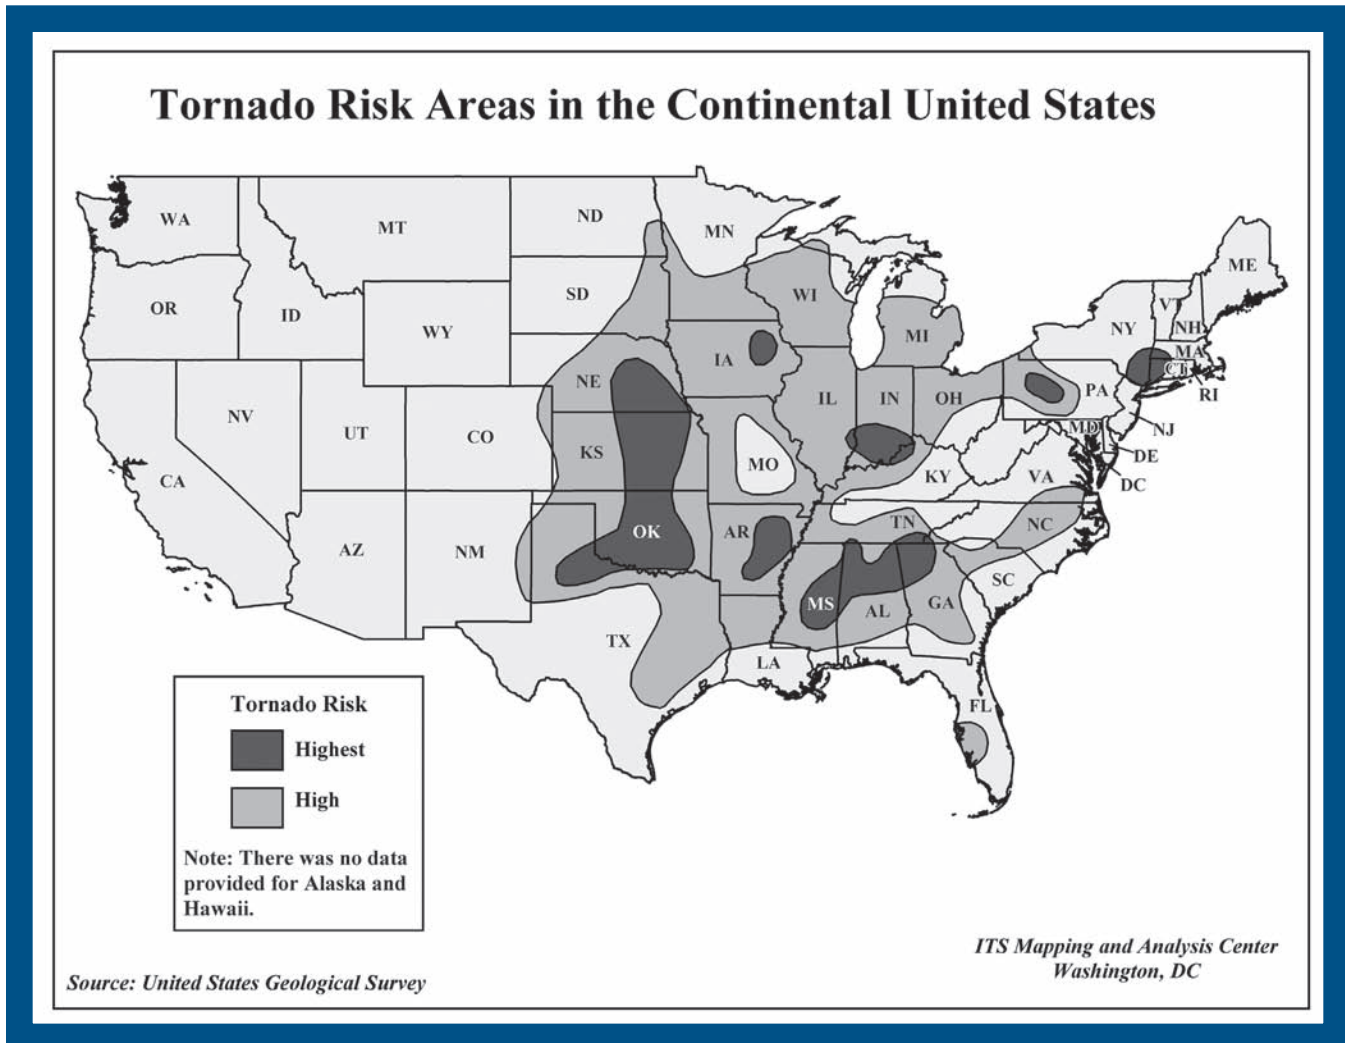 Tornado Risk Areas in the Continental United States
WA
MT
ND
MN
ME
OR
ID
SD
WI
VT
NH
NY
WY
MI
MA
IA
CT
RI
NE
IL
IN
OH
PA
NV
UT
CO
KS
MO
NJ
MD
DE
CA
KY
VA
DC
OK
AR
TN
NC
AZ
NM
SC
MS
AL
GA
TX
LA
FL
Tornado Risk
Highest
High
Note: There was no data
provided for Alaska and
Hawaii.
ITS Mapping and Analysis Center
Washington, DC
Source: United States Geological Survey